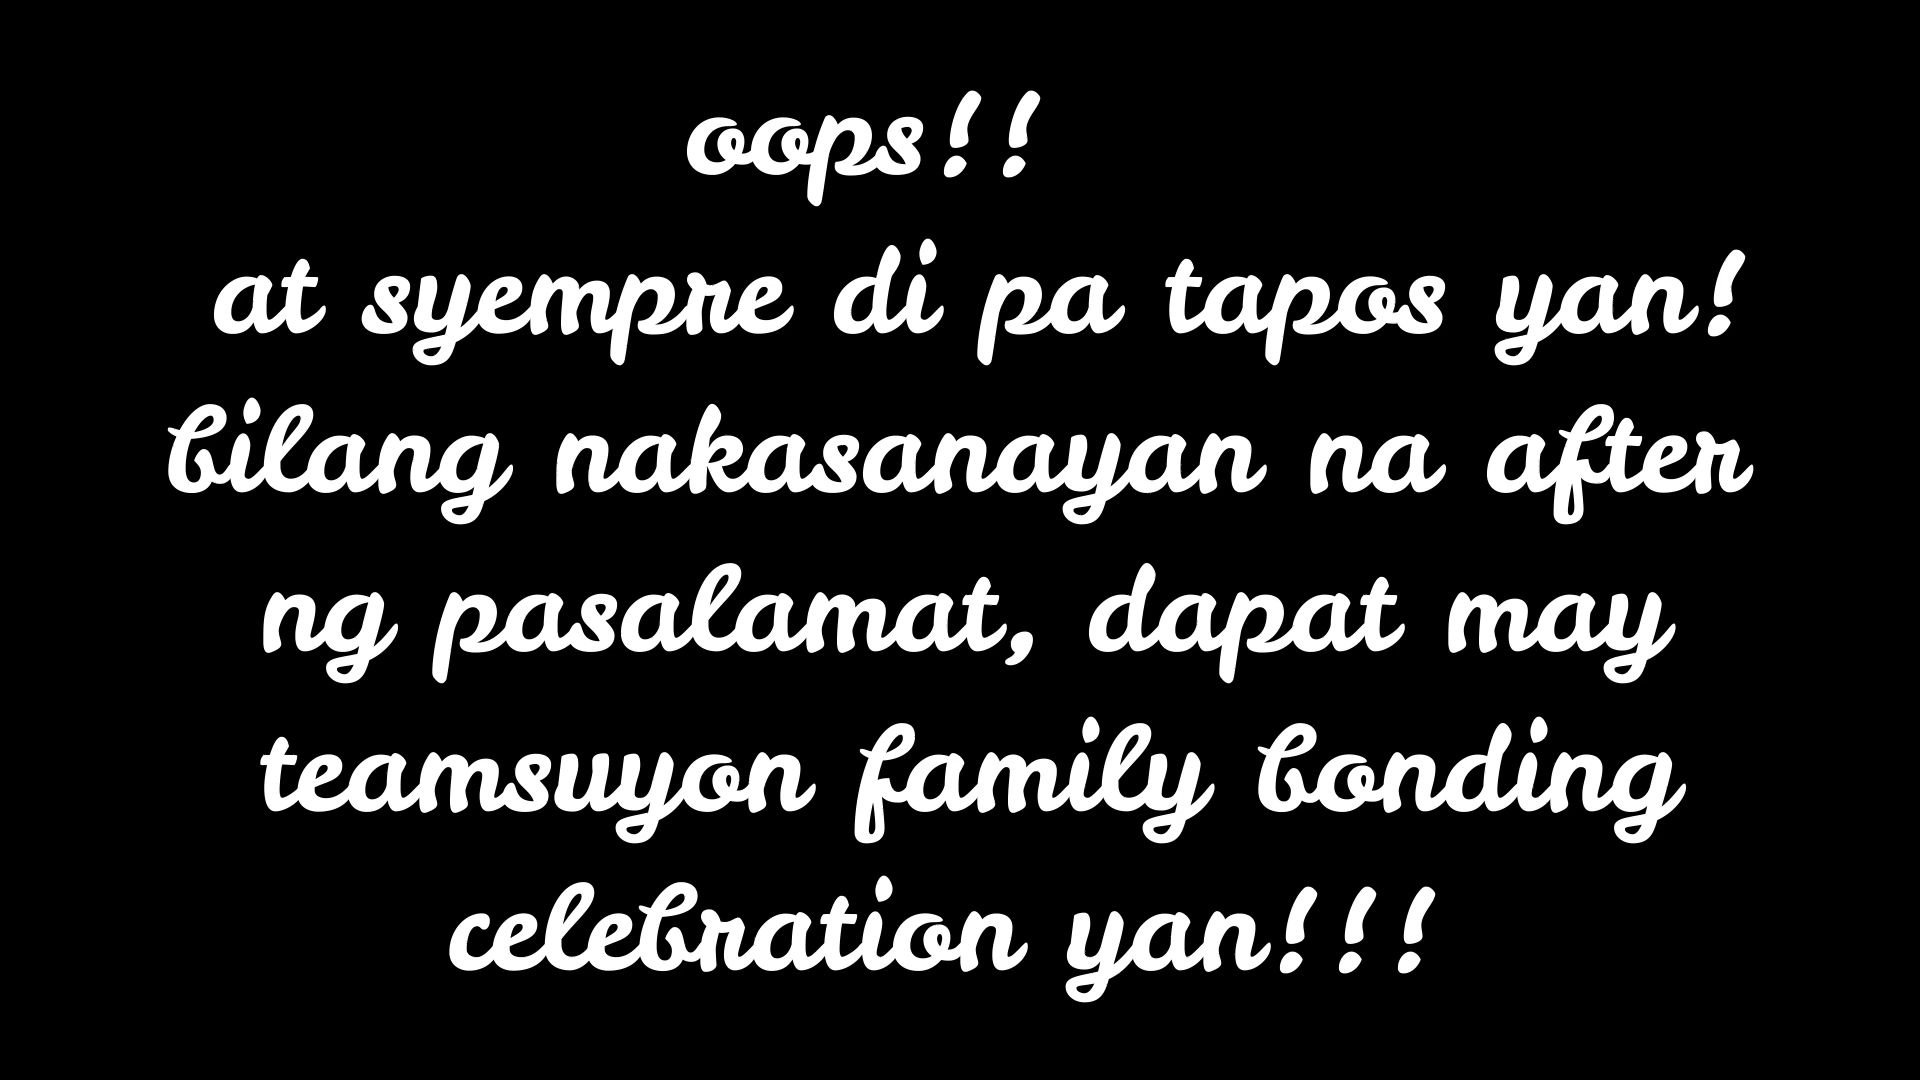 oops!!
at syempre di pa tapos yan!
bilang nakasanayan na after
ng pasalamat, dapat may
teamsuyon family bonding
celebration yan!!!